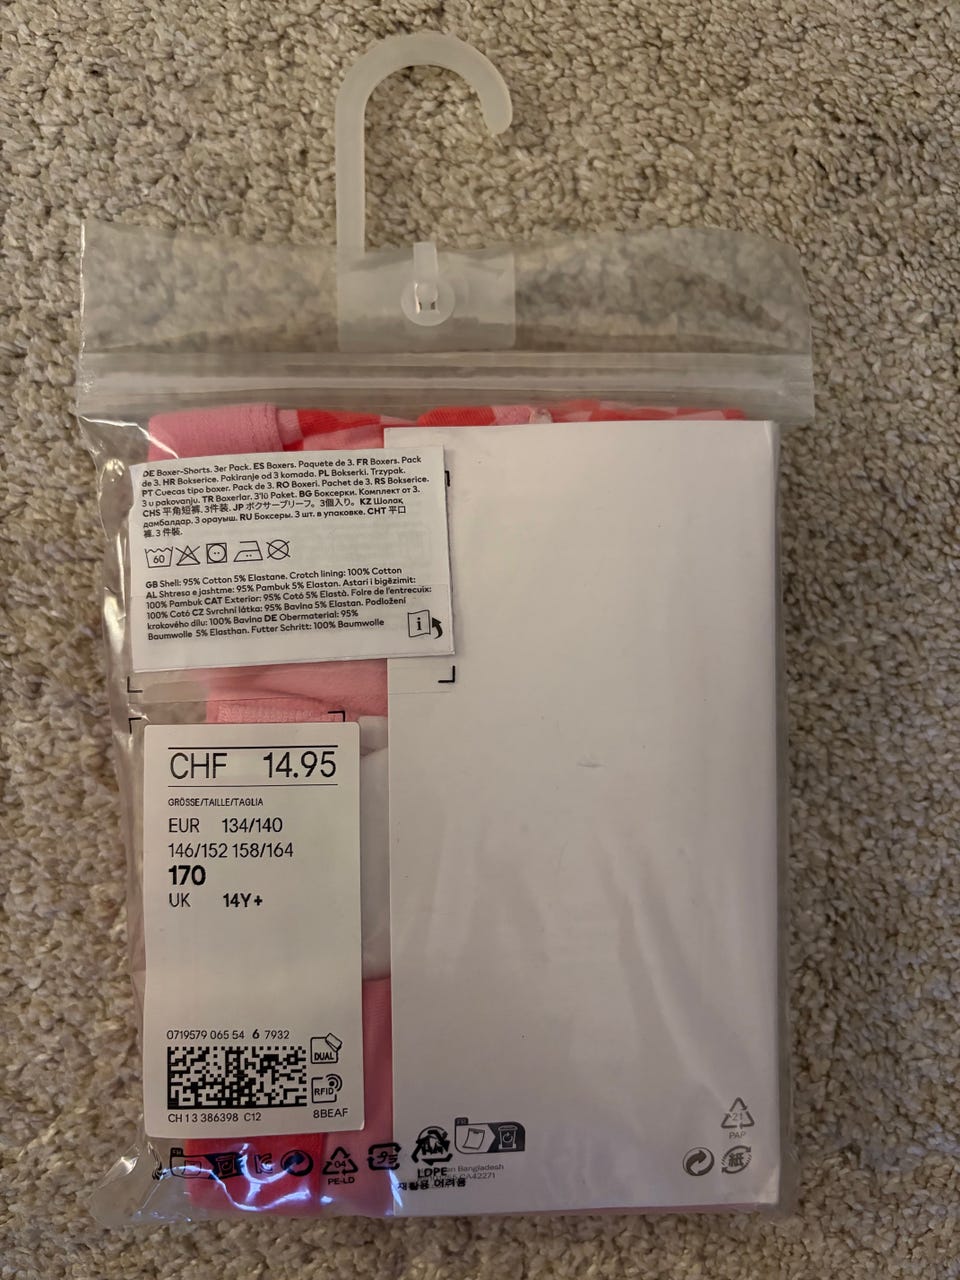 DE Boxer-Shorts. 3er Pack. ES Boxers. Paquete de 3. FR Boxers. Pack
de 3. HR Bokserice. Pakiranje od 3 komada. PL Bokserki. Trzypak.
PT Cuecas tipo boxer. Pack de 3. RO Boxeri. Pachet de 3. RS Bokserice.
3 u pakovanju. TR Boxerlar. 3'lü Paket. BG Боксерки. Комплект от 3.
CHS 平角短裤. 3件装. JP ボクサーブリーフ。3個入り。 KZ Шолақ
дамбалдар. 3 орауыш. RU Боксеры. 3 шт. в упаковке. CHT 平口
褲. 3 件裝.
60
GB Shell: 95% Cotton 5% Elastane. Crotch lining: 100% Cotton
AL Shtresa e jashtme: 95% Pambuk 5% Elastan. Astari i bigëzimit:
100% Pambuk CAT Exterior: 95% Cotó 5% Elastà. Folre de l'entrecuix:
100% Cotó CZ Svrchní látka: 95% Bavlna 5% Elastan. Podložení
krokového dílu: 100% Bavlna DE Obermaterial: 95%
Baumwolle 5% Elasthan. Futter Schritt: 100% Baumwolle
i
CHF 14.95
GRÖSSE/TAILLE/TAGLIA
EUR 134/140
146/152 158/164
170
UK 14Y+
0719579 065 54 6 7932
DUAL
RFID
CH 1 3 386398 C12
8BEAF
FR
04
PE-LD
LDPE
재활용 어려움
FR
Bangladesh
CA42271
21
PAP
紙